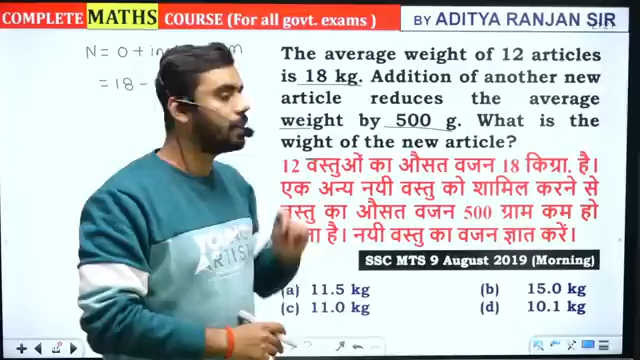 COMPLETE MATHS COURSE (For all govt. exams)
BY ADITYA RANJAN SIR
N = O +
= 18 -
The average weight of 12 articles
is 18 kg. Addition of another new
article reduces the average
weight by 500 g. What is the
wight of the new article?
12 वस्तुओं का औसत वजन 18 किग्रा. है।
एक अन्य नयी वस्तु को शामिल करने से
वस्तु का औसत वजन 500 ग्राम कम हो
है। नयी वस्तु का वजन ज्ञात करें।
SSC MTS 9 August 2019 (Morning)
(a) 11.5 kg (b) 15.0 kg
(c) 11.0 kg (d) 10.1 kg